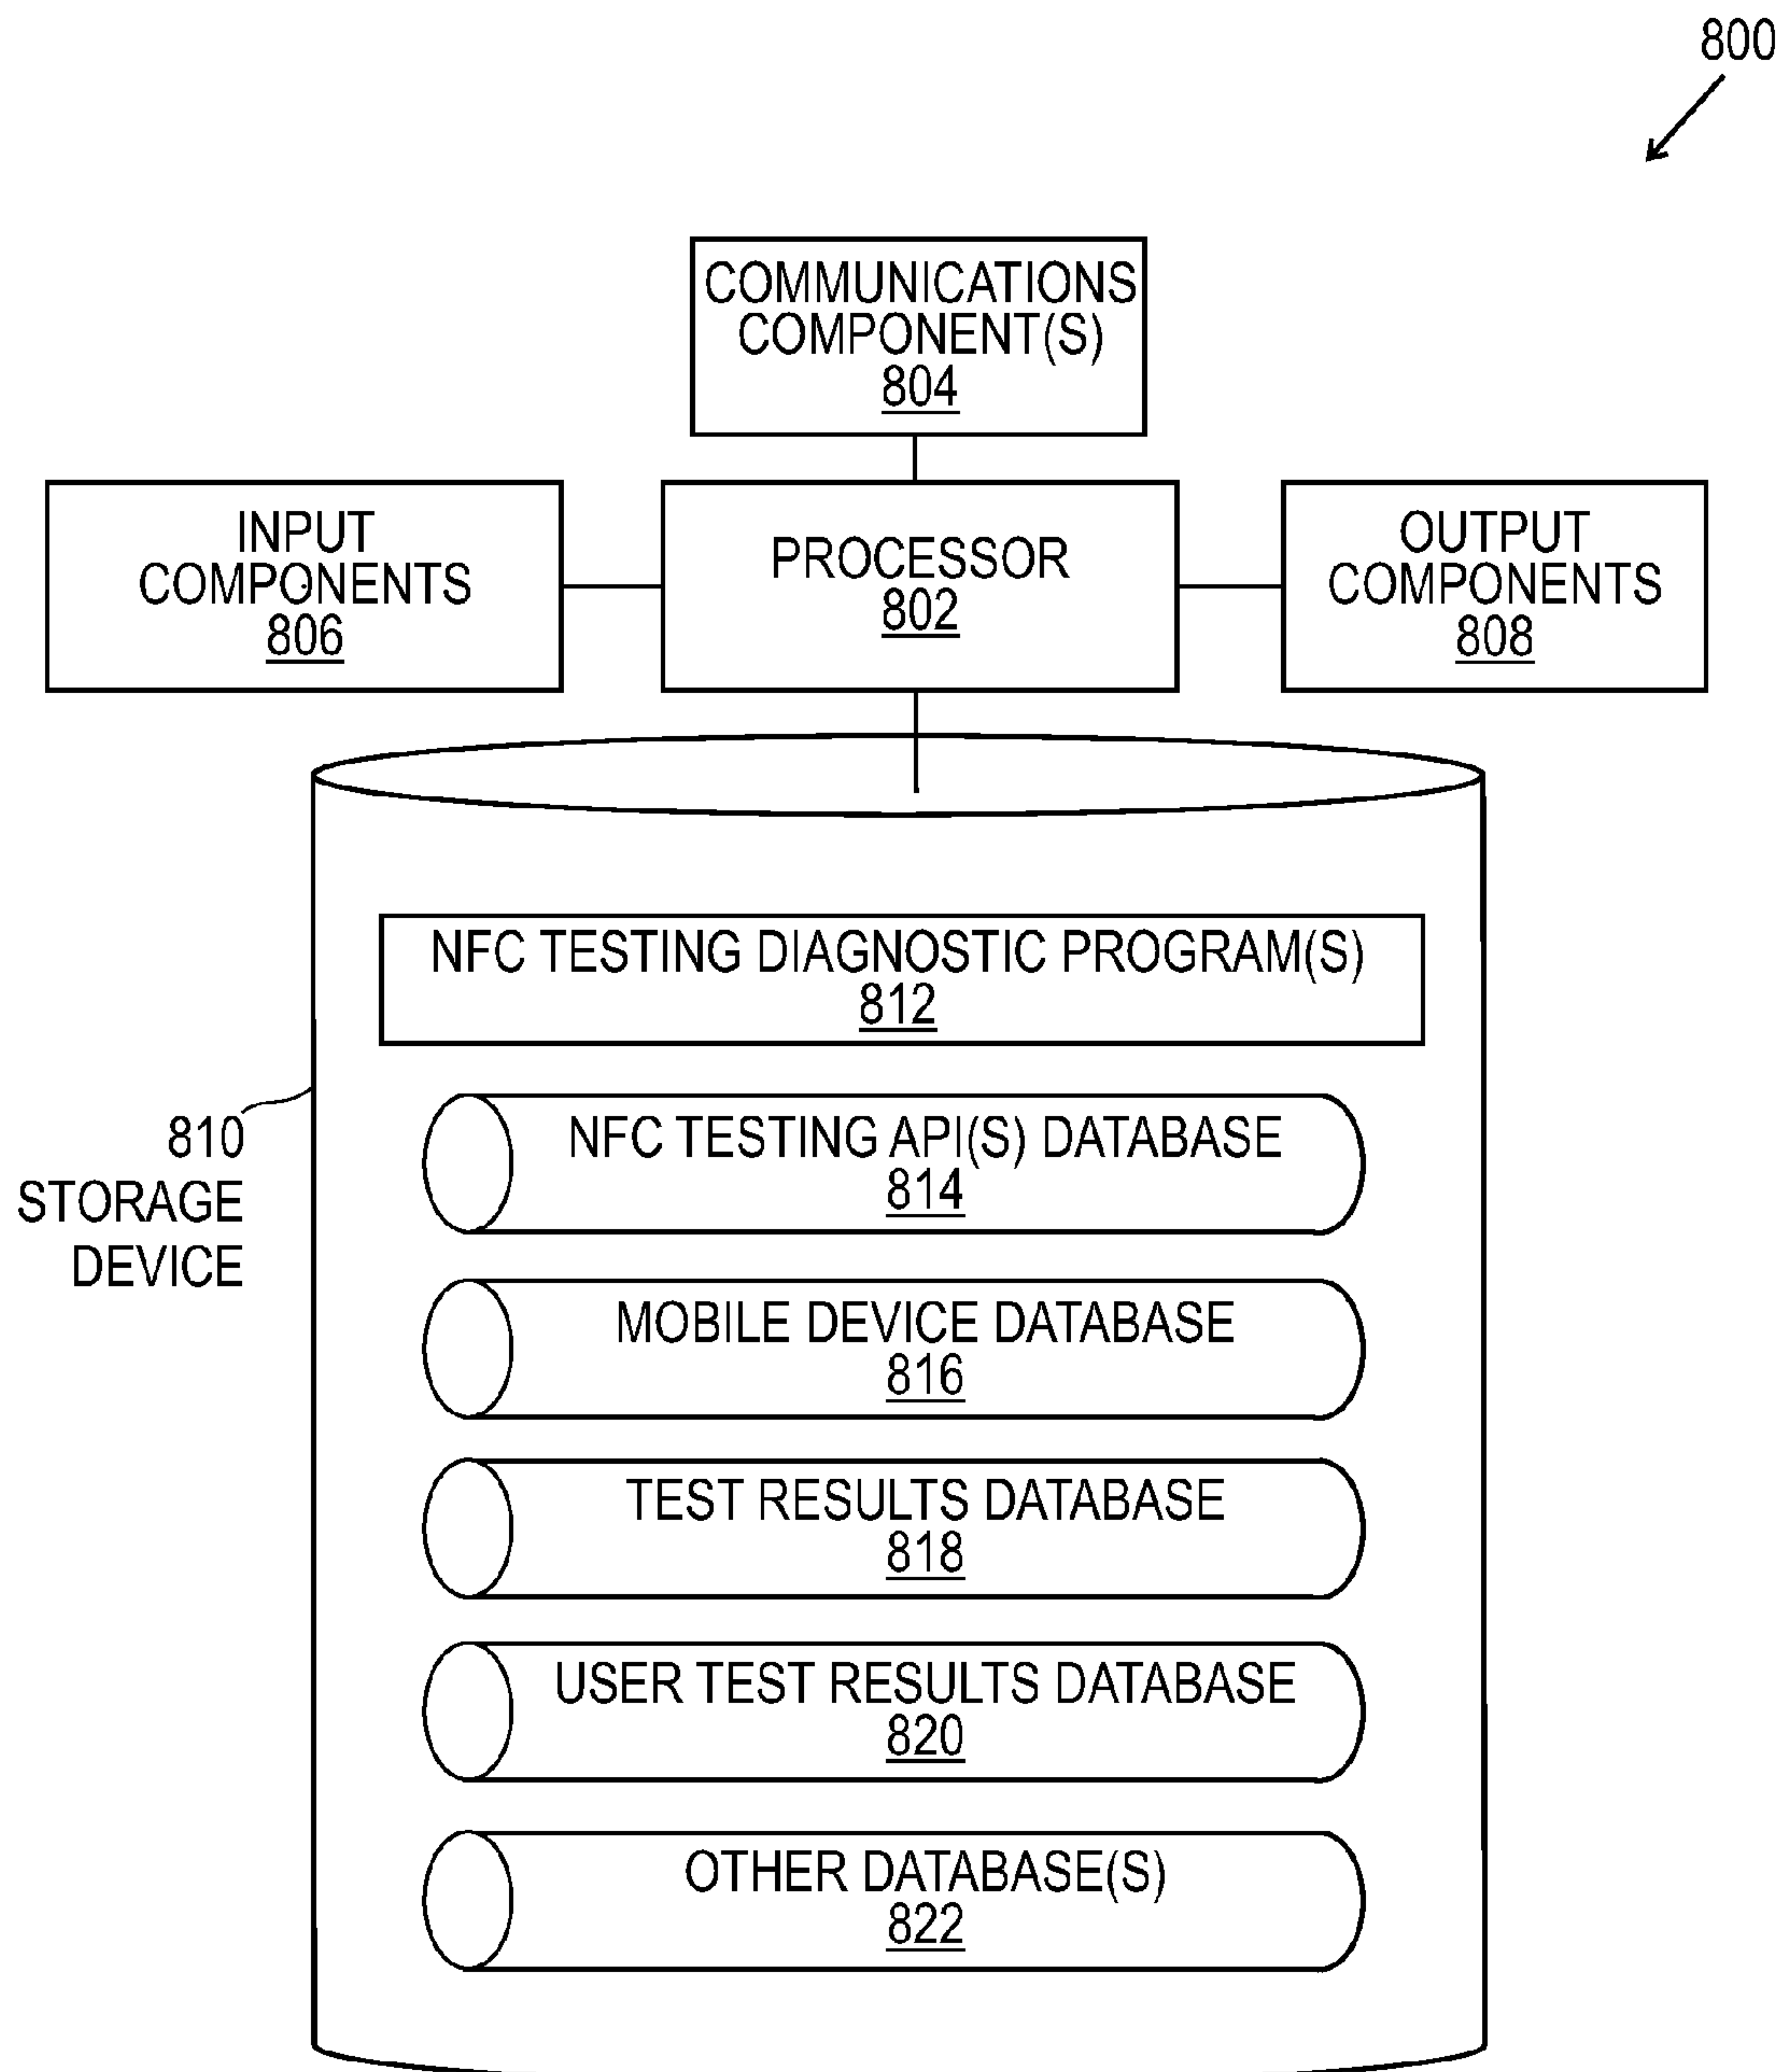 800
COMMUNICATIONS
COMPONENT(S)
804
INPUT
COMPONENTS
806
PROCESSOR
802
OUTPUT
COMPONENTS
808
NFC TESTING DIAGNOSTIC PROGRAM(S)
812
810
STORAGE
DEVICE
NFC TESTING API(S) DATABASE
814
MOBILE DEVICE DATABASE
816
TEST RESULTS DATABASE
818
USER TEST RESULTS DATABASE
820
OTHER DATABASE(S)
822